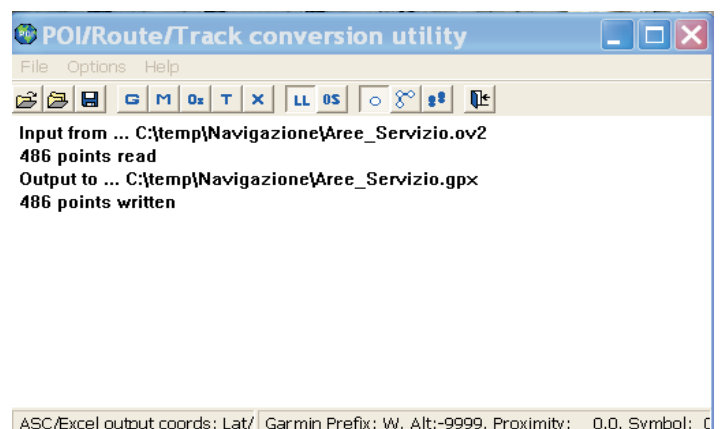 POI/Route/Track conversion utility
File Options Help
G M Oz T X LL OS
Input from ... C:\temp\Navigazione\Aree_Servizio.ov2
486 points read
Output to ... C:\temp\Navigazione\Aree_Servizio.gpx
486 points written
ASC/Excel output coords: Lat/ Garmin Prefix: W, Alt:-9999, Proximity: 0.0, Symbol: